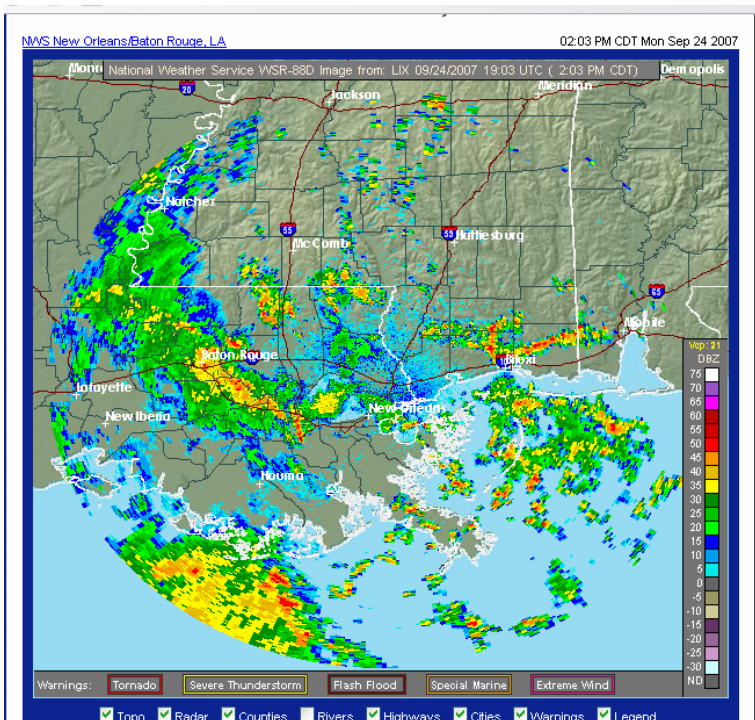 NWS New Orleans/Baton Rouge, LA
02:03 PM CDT Mon Sep 24 2007
National Weather Service WSR-88D Image from: LIX 09/24/2007 19:03 UTC ( 2:03 PM CDT)
Demopolis
20
Jackson
Meridian
Natchez
55
McComb
59
Hattiesburg
65
Mobile
Vcp: 21
DBZ
Baton Rouge
Biloxi
Lafayette
New Iberia
New Orleans
Houma
75
70
65
60
55
50
45
40
35
30
25
20
15
10
5
0
-5
-10
-15
-20
-25
-30
ND
Warnings: Tornado Severe Thunderstorm Flash Flood Special Marine Extreme Wind
Topo Radar Counties Rivers Highways Cities Warnings Legend